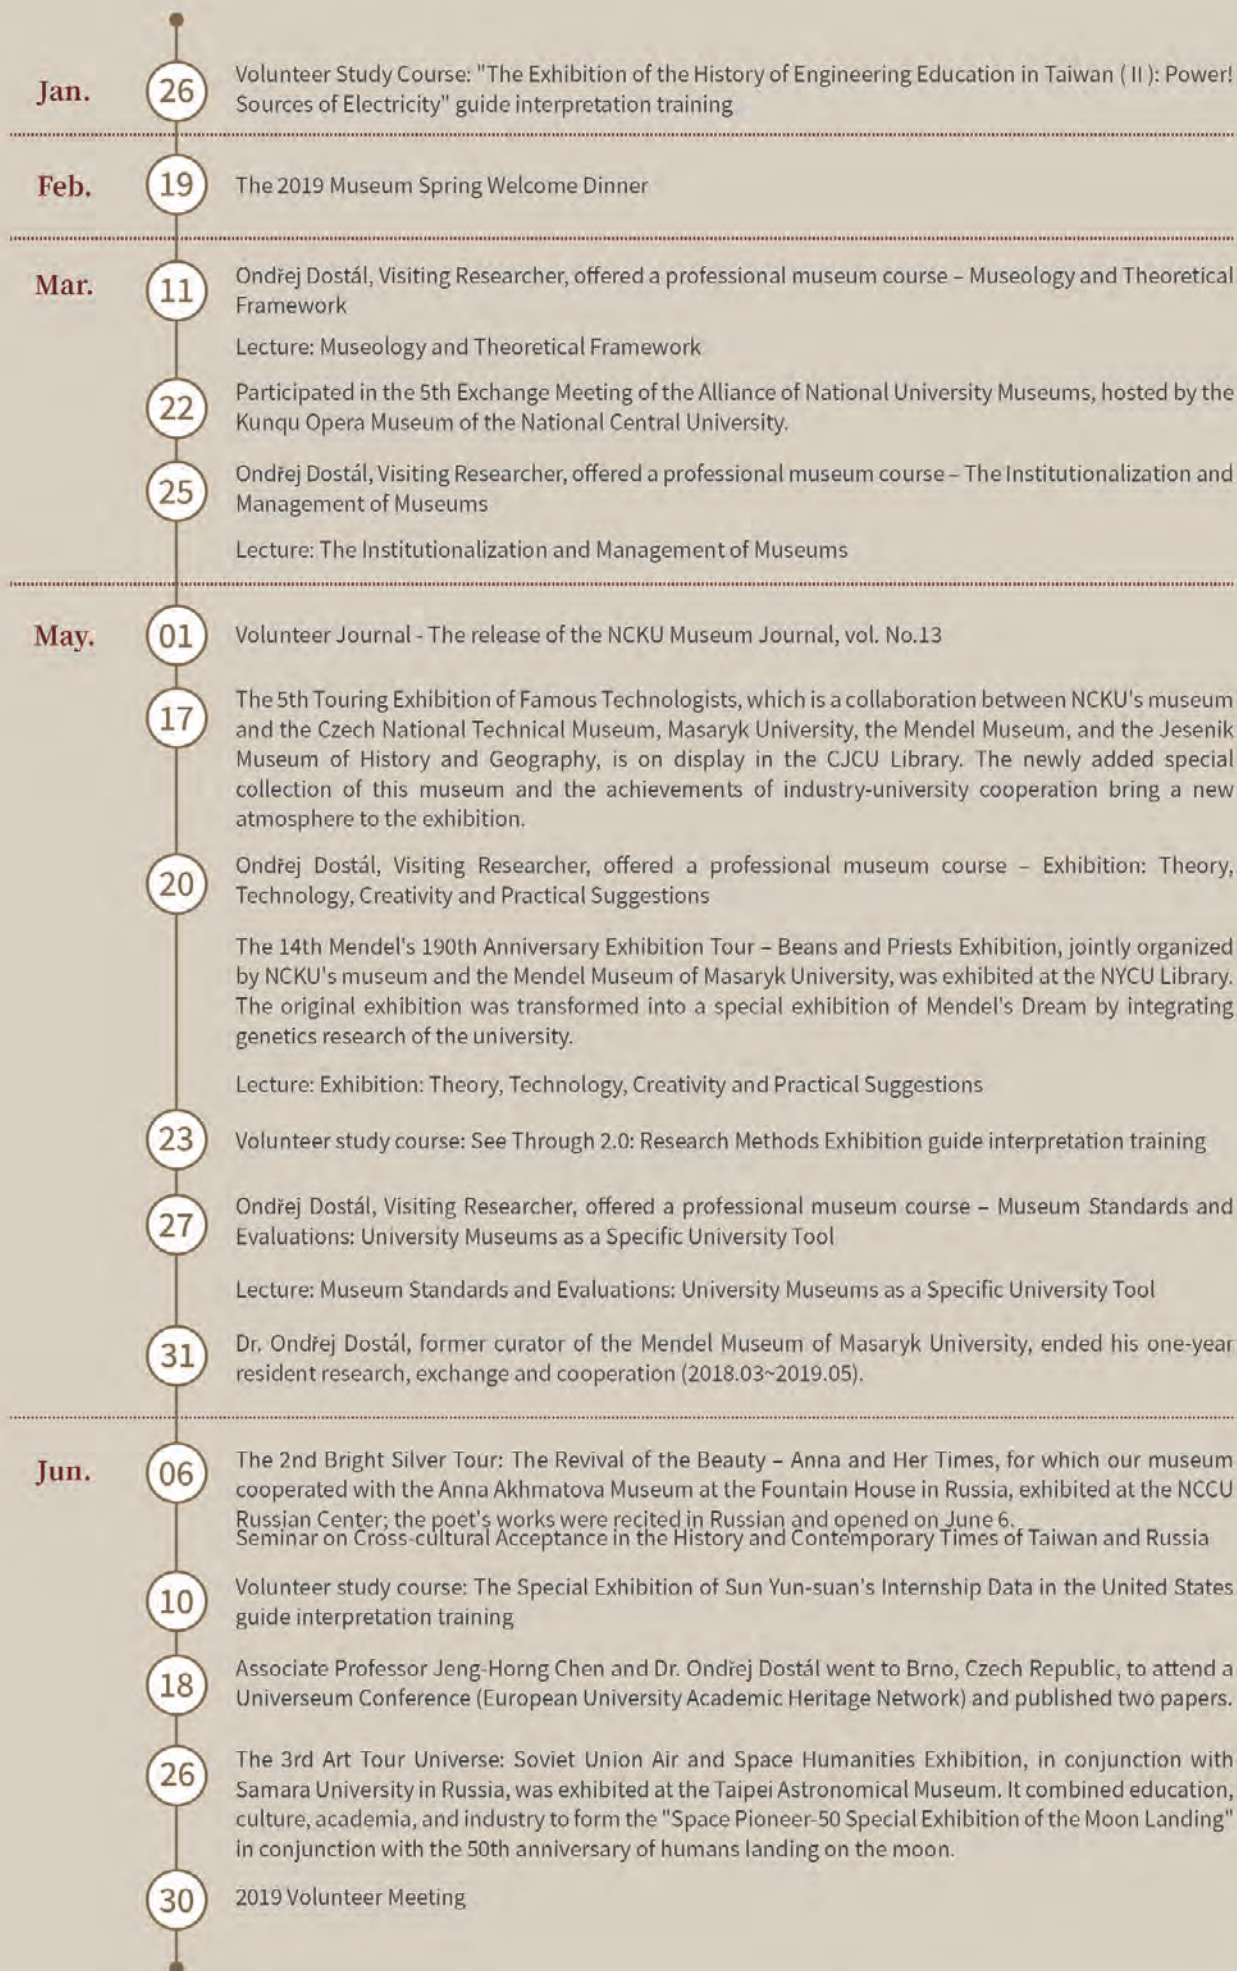 Jan.
26
Volunteer Study Course: "The Exhibition of the History of Engineering Education in Taiwan ( II ): Power!
Sources of Electricity" guide interpretation training
Feb.
19
The 2019 Museum Spring Welcome Dinner
Mar.
11
Ondřej Dostál, Visiting Researcher, offered a professional museum course – Museology and Theoretical
Framework
Lecture: Museology and Theoretical Framework
22
Participated in the 5th Exchange Meeting of the Alliance of National University Museums, hosted by the
Kunqu Opera Museum of the National Central University.
25
Ondřej Dostál, Visiting Researcher, offered a professional museum course – The Institutionalization and
Management of Museums
Lecture: The Institutionalization and Management of Museums
May.
01
Volunteer Journal - The release of the NCKU Museum Journal, vol. No.13
17
The 5th Touring Exhibition of Famous Technologists, which is a collaboration between NCKU's museum
and the Czech National Technical Museum, Masaryk University, the Mendel Museum, and the Jesenik
Museum of History and Geography, is on display in the CJCU Library. The newly added special
collection of this museum and the achievements of industry-university cooperation bring a new
atmosphere to the exhibition.
20
Ondřej Dostál, Visiting Researcher, offered a professional museum course – Exhibition: Theory,
Technology, Creativity and Practical Suggestions
The 14th Mendel's 190th Anniversary Exhibition Tour – Beans and Priests Exhibition, jointly organized
by NCKU's museum and the Mendel Museum of Masaryk University, was exhibited at the NYCU Library.
The original exhibition was transformed into a special exhibition of Mendel's Dream by integrating
genetics research of the university.
Lecture: Exhibition: Theory, Technology, Creativity and Practical Suggestions
23
Volunteer study course: See Through 2.0: Research Methods Exhibition guide interpretation training
27
Ondřej Dostál, Visiting Researcher, offered a professional museum course – Museum Standards and
Evaluations: University Museums as a Specific University Tool
Lecture: Museum Standards and Evaluations: University Museums as a Specific University Tool
31
Dr. Ondřej Dostál, former curator of the Mendel Museum of Masaryk University, ended his one-year
resident research, exchange and cooperation (2018.03~2019.05).
Jun.
06
The 2nd Bright Silver Tour: The Revival of the Beauty – Anna and Her Times, for which our museum
cooperated with the Anna Akhmatova Museum at the Fountain House in Russia, exhibited at the NCCU
Russian Center; the poet's works were recited in Russian and opened on June 6.
Seminar on Cross-cultural Acceptance in the History and Contemporary Times of Taiwan and Russia
10
Volunteer study course: The Special Exhibition of Sun Yun-suan's Internship Data in the United States
guide interpretation training
18
Associate Professor Jeng-Horng Chen and Dr. Ondřej Dostál went to Brno, Czech Republic, to attend a
Universeum Conference (European University Academic Heritage Network) and published two papers.
26
The 3rd Art Tour Universe: Soviet Union Air and Space Humanities Exhibition, in conjunction with
Samara University in Russia, was exhibited at the Taipei Astronomical Museum. It combined education,
culture, academia, and industry to form the "Space Pioneer-50 Special Exhibition of the Moon Landing"
in conjunction with the 50th anniversary of humans landing on the moon.
30
2019 Volunteer Meeting